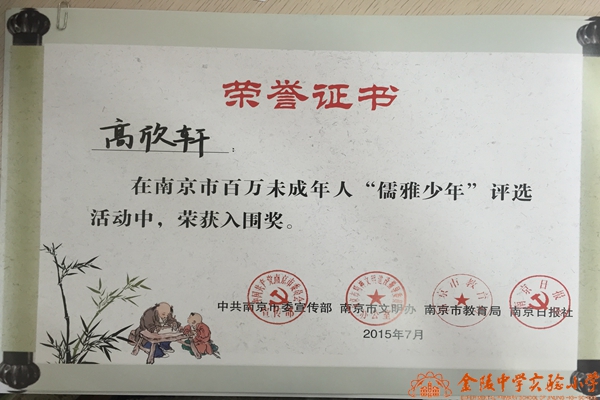 荣誉证书
高欣轩:
在南京市百万未成年人“儒雅少年”评选
活动中，荣获入围奖。
中共南京市委宣传部 南京市文明办 南京市教育局 南京日报社
2015年7月
金陵中学实验小学